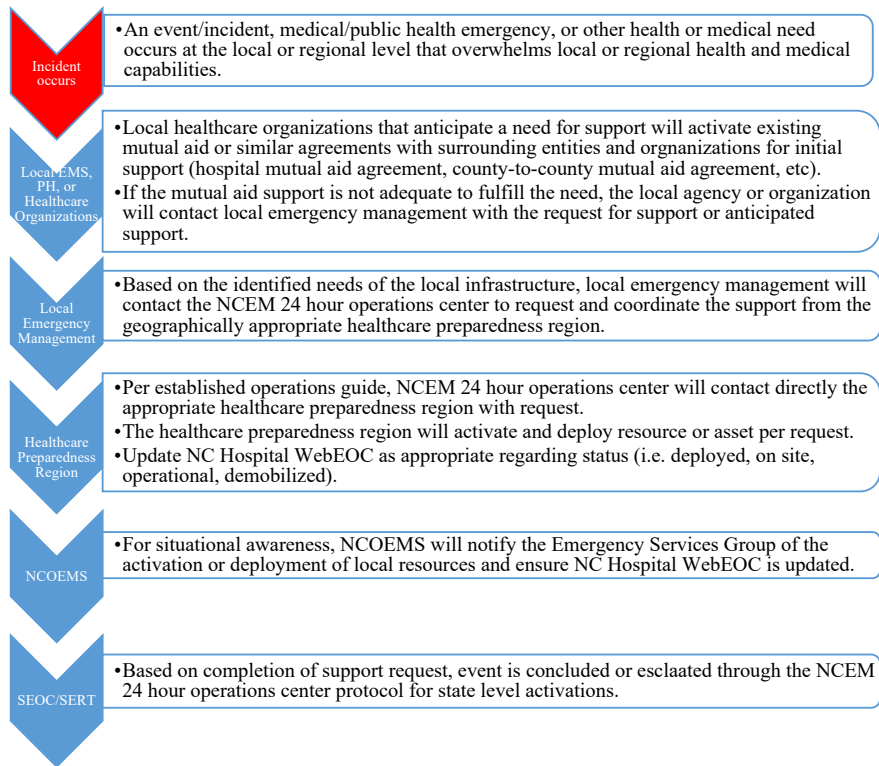 Incident
occurs
•An event/incident, medical/public health emergency, or other health or medical need
occurs at the local or regional level that overwhelms local or regional health and medical
capabilities.
Local EMS,
PH, or
Healthcare
Organizations
•Local healthcare organizations that anticipate a need for support will activate existing
mutual aid or similar agreements with surrounding entities and orgnanizations for initial
support (hospital mutual aid agreement, county-to-county mutual aid agreement, etc).
•If the mutual aid support is not adequate to fulfill the need, the local agency or organization
will contact local emergency management with the request for support or anticipated
support.
Local
Emergency
Management
•Based on the identified needs of the local infrastructure, local emergency management will
contact the NCEM 24 hour operations center to request and coordinate the support from the
geographically appropriate healthcare preparedness region.
Healthcare
Preparedness
Region
•Per established operations guide, NCEM 24 hour operations center will contact directly the
appropriate healthcare preparedness region with request.
•The healthcare preparedness region will activate and deploy resource or asset per request.
•Update NC Hospital WebEOC as appropriate regarding status (i.e. deployed, on site,
operational, demobilized).
NCOEMS
•For situational awareness, NCOEMS will notify the Emergency Services Group of the
activation or deployment of local resources and ensure NC Hospital WebEOC is updated.
SEOC/SERT
•Based on completion of support request, event is concluded or esclaated through the NCEM
24 hour operations center protocol for state level activations.